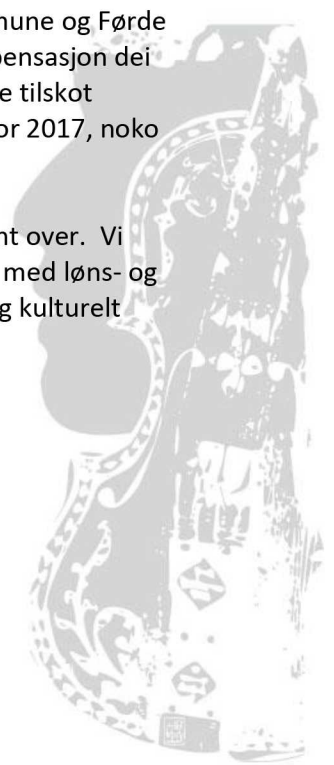 mune og Førde
pensasjon dei
e tilskot
or 2017, noko
nt over. Vi
med løns- og
g kulturelt